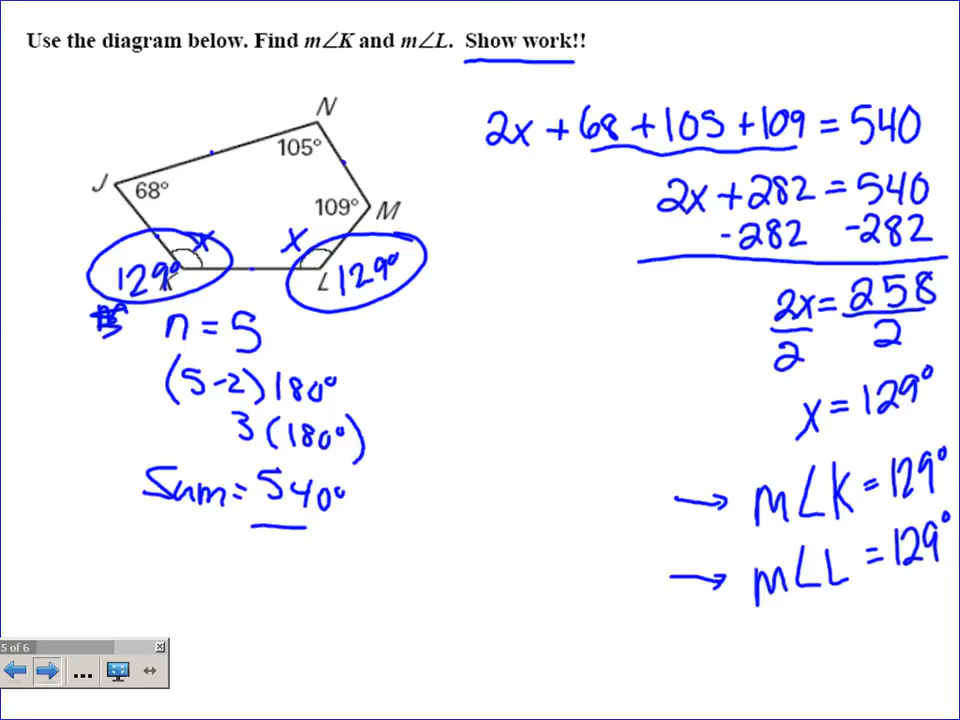 Use the diagram below. Find m∠K and m∠L. Show work!!
N
105°
J
68°
109°
M
x
x
129°
K
L
129°
n = 5
(5-2)180°
3(180°)
Sum = 540°
2x + 68 + 105 + 109 = 540
2x + 282 = 540
-282 -282
2x = 258
2 2
x = 129°
→ m∠K = 129°
→ m∠L = 129°
5 of 6
...